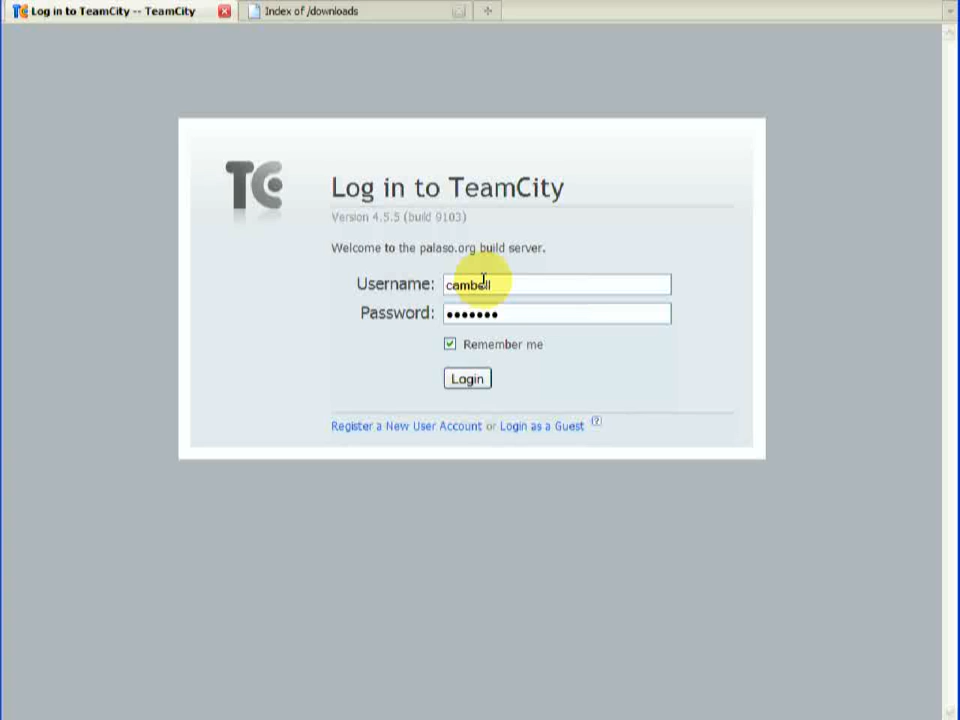 Log in to TeamCity -- TeamCity
Index of /downloads
TC
Log in to TeamCity
Version 4.5.5 (build 9103)
Welcome to the palaso.org build server.
Username: cambell
Password: •••••••
Remember me
Login
Register a New User Account or Login as a Guest [?]